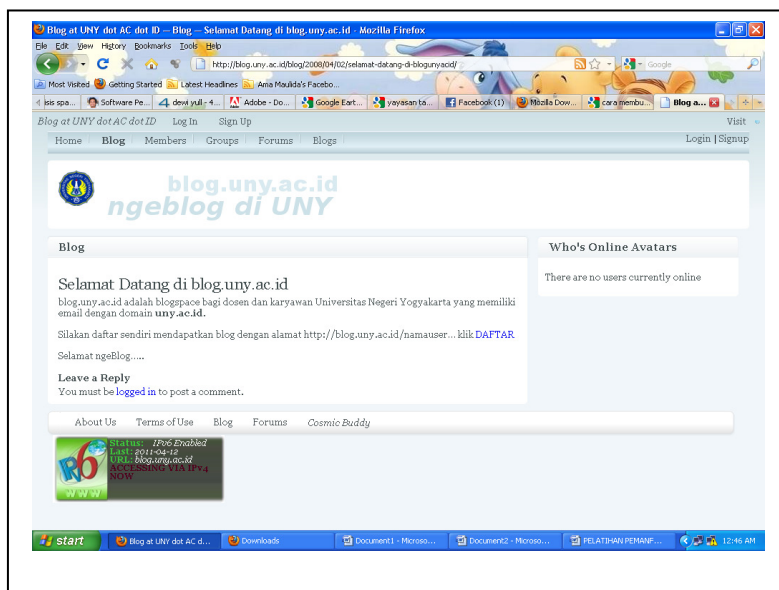 Blog at UNY dot AC dot ID — Blog — Selamat Datang di blog.uny.ac.id - Mozilla Firefox
File Edit View History Bookmarks Tools Help
http://blog.uny.ac.id/blog/2008/04/02/selamat-datang-di-blogunyacid/ Google
Most Visited Getting Started Latest Headlines Ama Maulida's Facebo...
isis spa... Software Pe... dewi yull - 4... Adobe - Do... Google Eart... yayasan ta... Facebook (1) Mozilla Dow... cara membu... Blog a...
Blog at UNY dot AC dot ID Log In Sign Up Visit
Home Blog Members Groups Forums Blogs Login | Signup
blog.uny.ac.id
ngeblog di UNY
Blog
Who's Online Avatars
Selamat Datang di blog.uny.ac.id
There are no users currently online
blog.uny.ac.id adalah blogspace bagi dosen dan karyawan Universitas Negeri Yogyakarta yang memiliki
email dengan domain uny.ac.id.
Silakan daftar sendiri mendapatkan blog dengan alamat http://blog.uny.ac.id/namauser... klik DAFTAR
Selamat ngeBlog.....
Leave a Reply
You must be logged in to post a comment.
About Us Terms of Use Blog Forums Cosmic Buddy
R6
WWW
Status: IPv6 Enabled
Last: 2011-04-12
URL: blog.uny.ac.id
ACCESSING VIA IPv4
NOW
start Blog at UNY dot AC d... Downloads Document1 - Microso... Document2 - Microso... PELATIHAN PEMANF... 12:46 AM